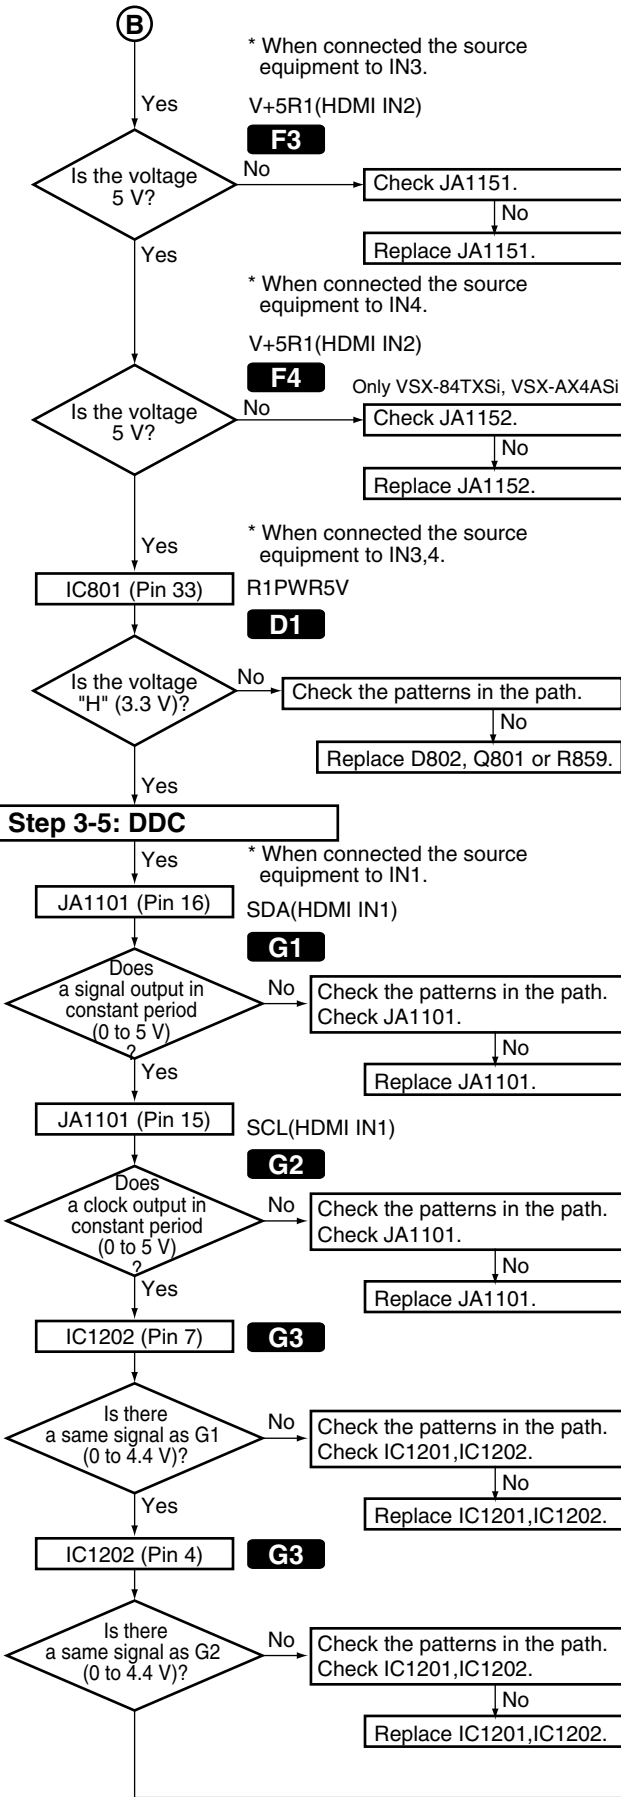 B
* When connected the source
equipment to IN3.
Yes
V+5R1(HDMI IN2)
F3
Is the voltage
5 V?
No
Check JA1151.
No
Replace JA1151.
Yes
* When connected the source
equipment to IN4.
V+5R1(HDMI IN2)
F4
Only VSX-84TXSi, VSX-AX4ASi
Is the voltage
5 V?
No
Check JA1152.
No
Replace JA1152.
Yes
* When connected the source
equipment to IN3,4.
IC801 (Pin 33)
R1PWR5V
D1
Is the voltage
"H" (3.3 V)?
No
Check the patterns in the path.
No
Replace D802, Q801 or R859.
Yes
Step 3-5: DDC
Yes
* When connected the source
equipment to IN1.
JA1101 (Pin 16)
SDA(HDMI IN1)
G1
Does
a signal output in
constant period
(0 to 5 V)
?
No
Check the patterns in the path.
Check JA1101.
No
Replace JA1101.
Yes
JA1101 (Pin 15)
SCL(HDMI IN1)
G2
Does
a clock output in
constant period
(0 to 5 V)
?
No
Check the patterns in the path.
Check JA1101.
No
Replace JA1101.
Yes
IC1202 (Pin 7)
G3
Is there
a same signal as G1
(0 to 4.4 V)?
No
Check the patterns in the path.
Check IC1201,IC1202.
No
Replace IC1201,IC1202.
Yes
IC1202 (Pin 4)
G3
Is there
a same signal as G2
(0 to 4.4 V)?
No
Check the patterns in the path.
Check IC1201,IC1202.
No
Replace IC1201,IC1202.